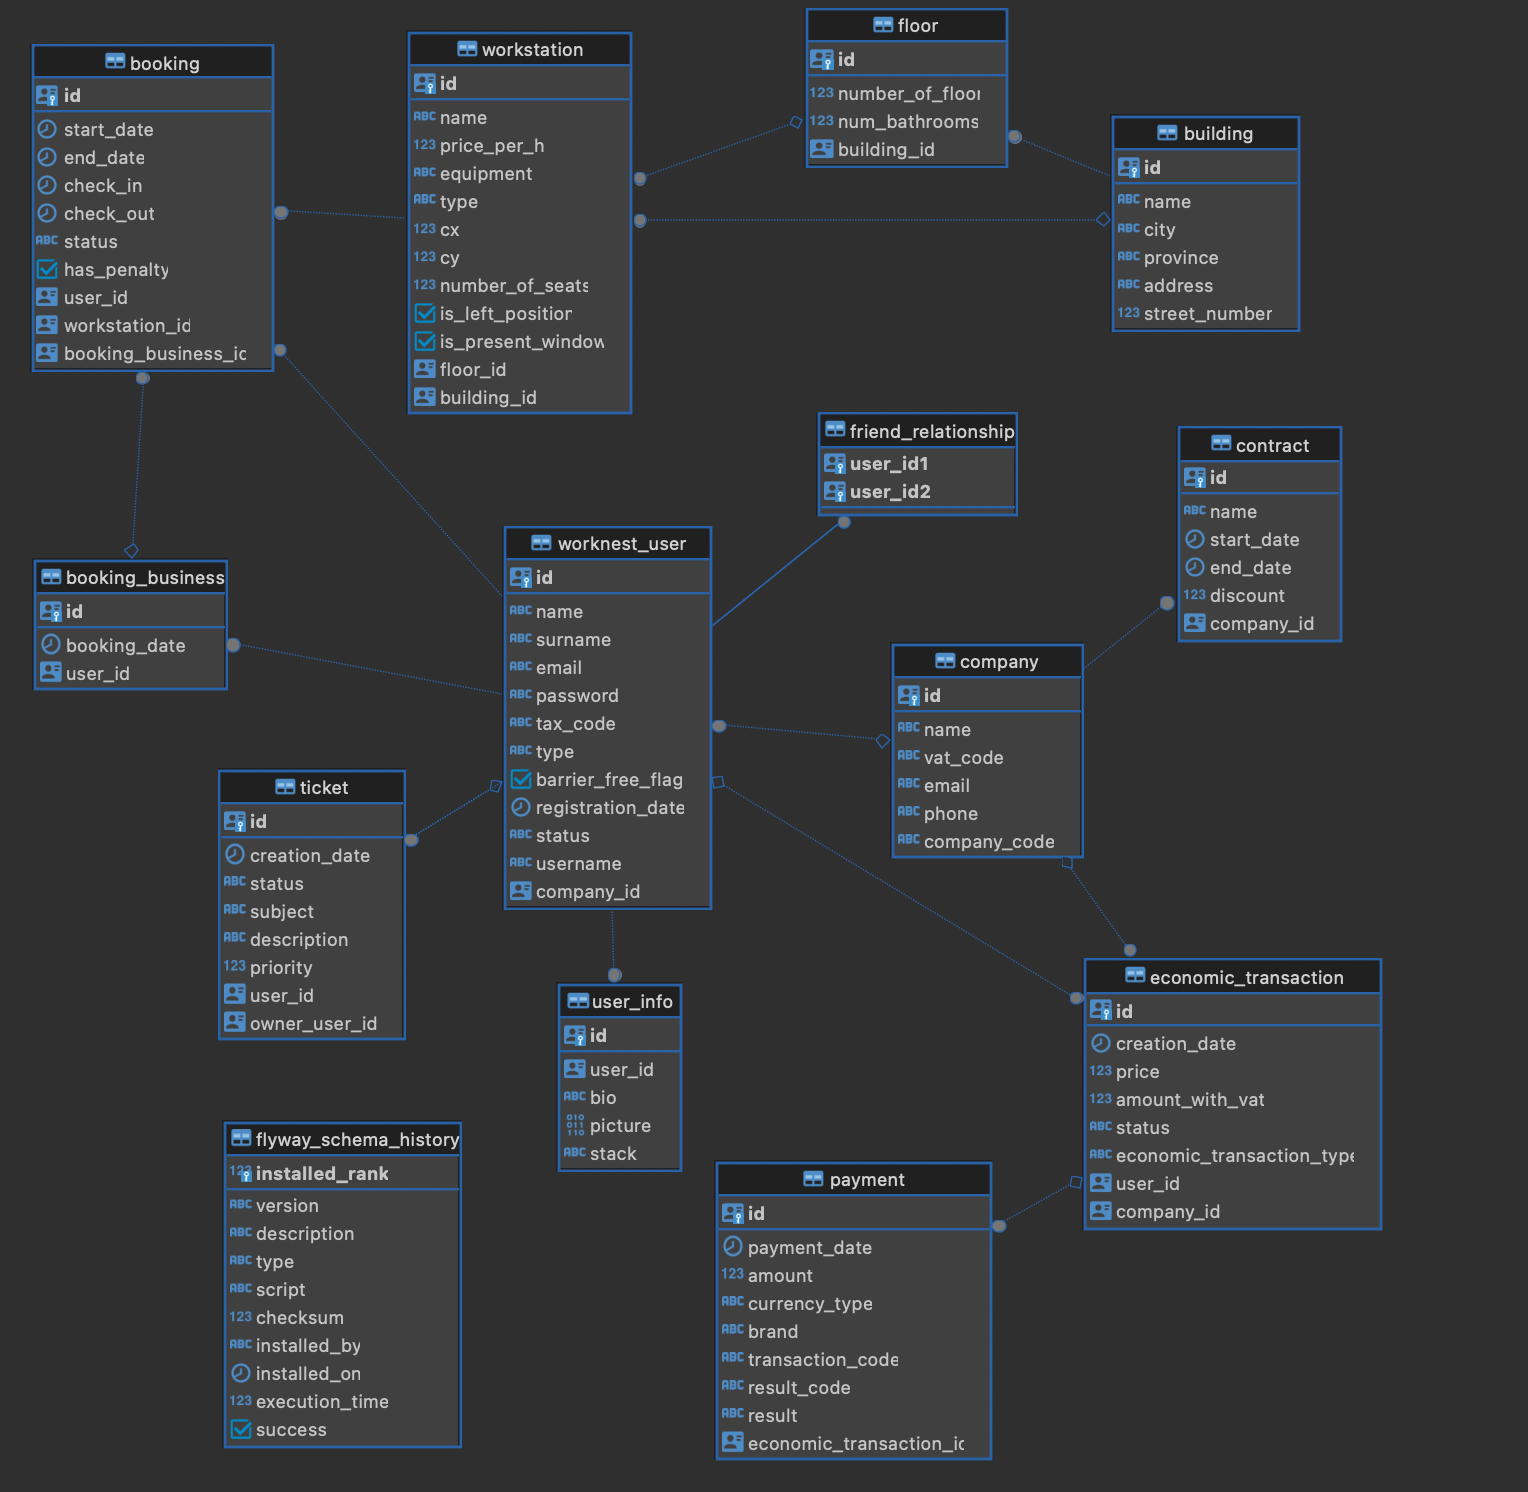 booking
id
start_date
end_date
check_in
check_out
status
has_penalty
user_id
workstation_id
booking_business_ic
workstation
id
ABC name
123 price_per_h
ABC equipment
ABC type
123 cx
123 cy
123 number_of_seats
is_left_position
is_present_window
floor_id
building_id
floor
id
123 number_of_floor
123 num_bathrooms
building_id
building
id
ABC name
ABC city
ABC province
ABC address
123 street_number
friend_relationship
user_id1
user_id2
contract
id
ABC name
start_date
end_date
123 discount
company_id
booking_business
id
booking_date
user_id
worknest_user
id
ABC name
ABC surname
ABC email
ABC password
ABC tax_code
ABC type
barrier_free_flag
registration_date
ABC status
ABC username
company_id
company
id
ABC name
ABC vat_code
ABC email
ABC phone
ABC company_code
ticket
id
creation_date
ABC status
ABC subject
ABC description
123 priority
user_id
owner_user_id
user_info
id
user_id
ABC bio
010 011 110 picture
ABC stack
economic_transaction
id
creation_date
123 price
123 amount_with_vat
ABC status
ABC economic_transaction_type
user_id
company_id
flyway_schema_history
123 installed_rank
ABC version
ABC description
ABC type
ABC script
123 checksum
ABC installed_by
installed_on
123 execution_time
success
payment
id
payment_date
123 amount
ABC currency_type
ABC brand
ABC transaction_code
ABC result_code
ABC result
economic_transaction_ic